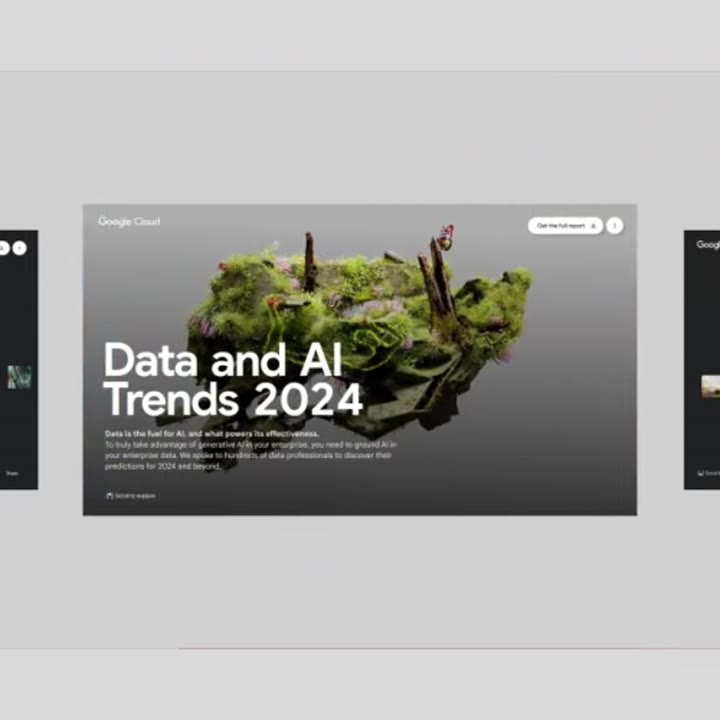 Google Cloud
Get the full report
Data and AI
Trends 2024
Data is the fuel for AI, and what powers its effectiveness.
To truly take advantage of generative AI in your enterprise, you need to ground AI in
your enterprise data. We spoke to hundreds of data professionals to discover their
predictions for 2024 and beyond.
Scroll to explore
Share
Googl